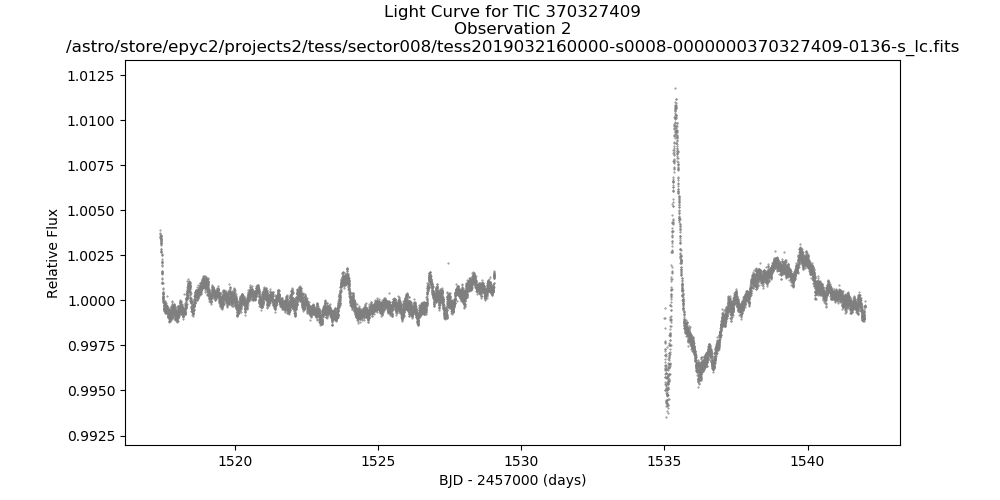 Light Curve for TIC 370327409
Observation 2
/astro/store/epyc2/projects2/tess/sector008/tess2019032160000-s0008-0000000370327409-0136-s_lc.fits
1.0125
1.0100
1.0075
1.0050
1.0025
1.0000
0.9975
0.9950
0.9925
Relative Flux
1520 1525 1530 1535 1540
BJD - 2457000 (days)